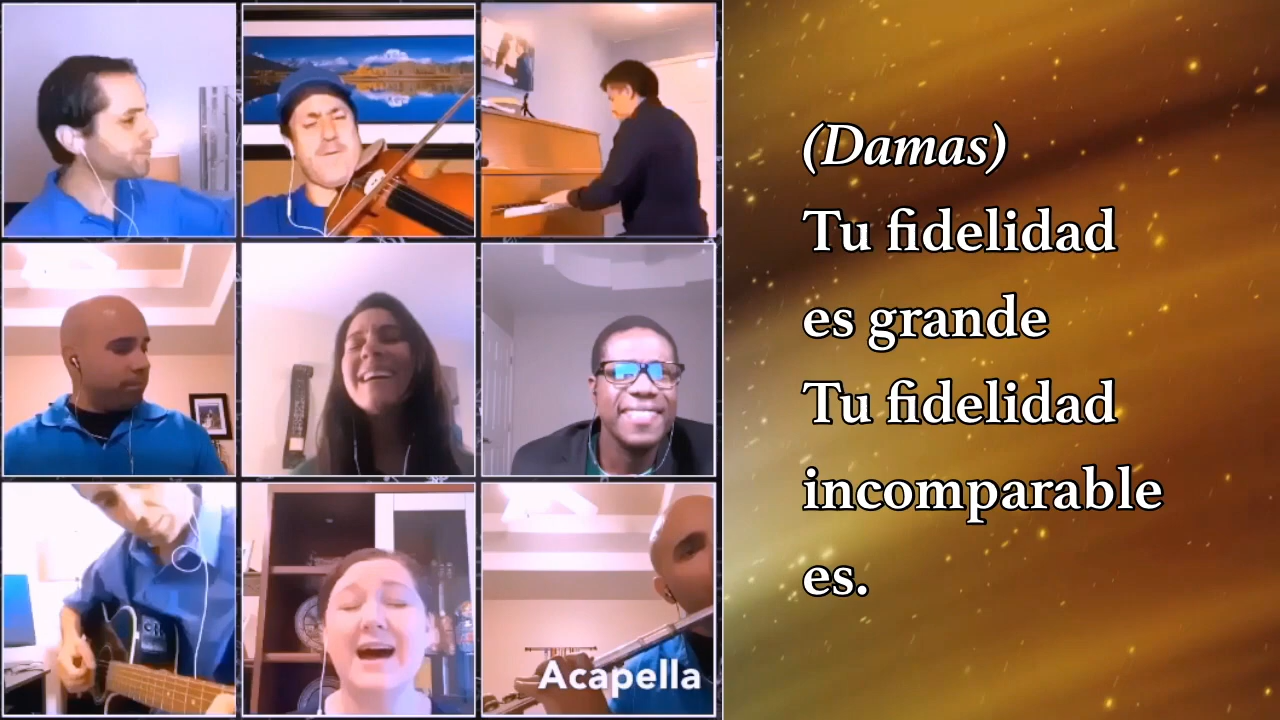 (Damas)
Tu fidelidad
es grande
Tu fidelidad
incomparable
es.
Acapella